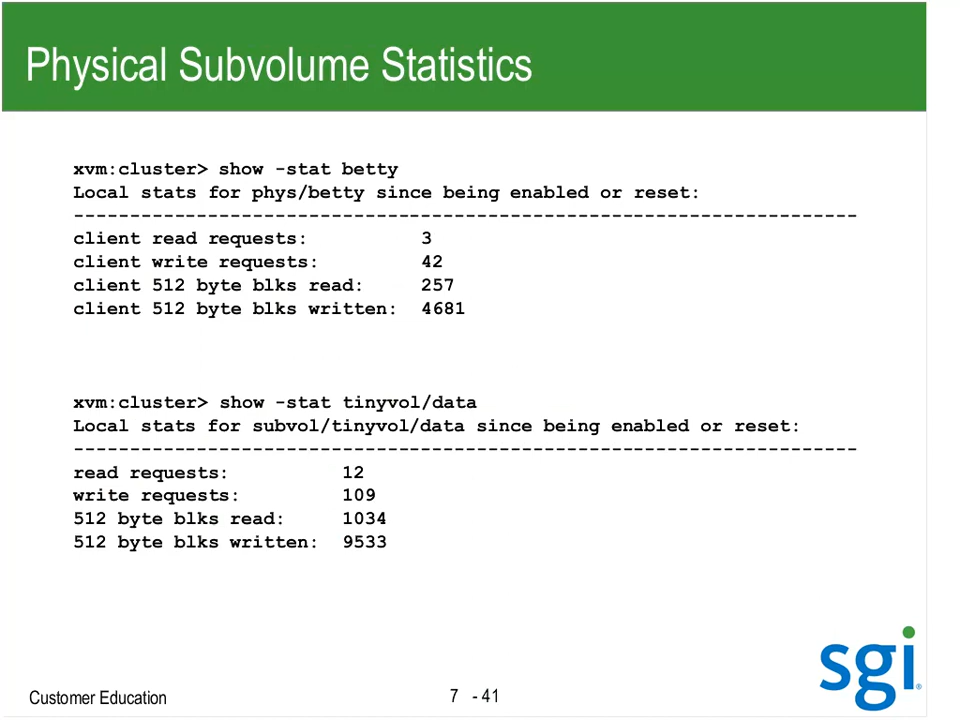 Physical Subvolume Statistics
xvm:cluster> show -stat betty
Local stats for phys/betty since being enabled or reset:
----------------------------------------------------------------------
client read requests: 3
client write requests: 42
client 512 byte blks read: 257
client 512 byte blks written: 4681
xvm:cluster> show -stat tinyvol/data
Local stats for subvol/tinyvol/data since being enabled or reset:
----------------------------------------------------------------------
read requests: 12
write requests: 109
512 byte blks read: 1034
512 byte blks written: 9533
sgi®
Customer Education
7 - 41